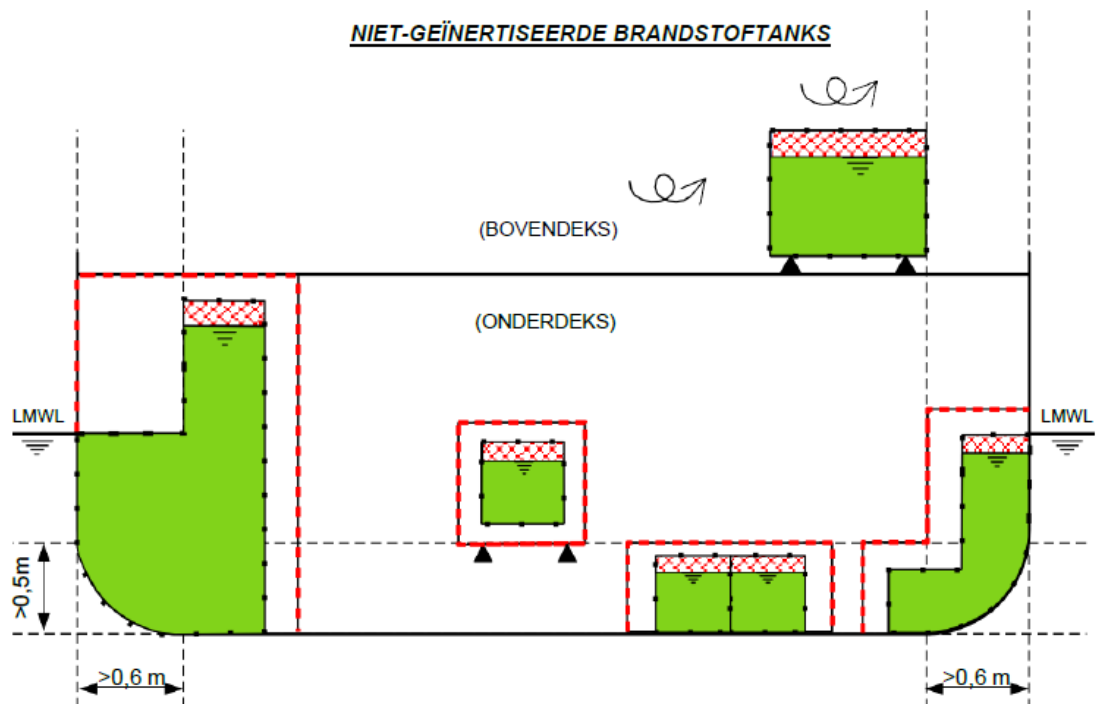 NIET-GEÏNERTISEERDE BRANDSTOFTANKS
(BOVENDEKS)
(ONDERDEKS)
LMWL
LMWL
>0,5m
>0,6 m
>0,6 m